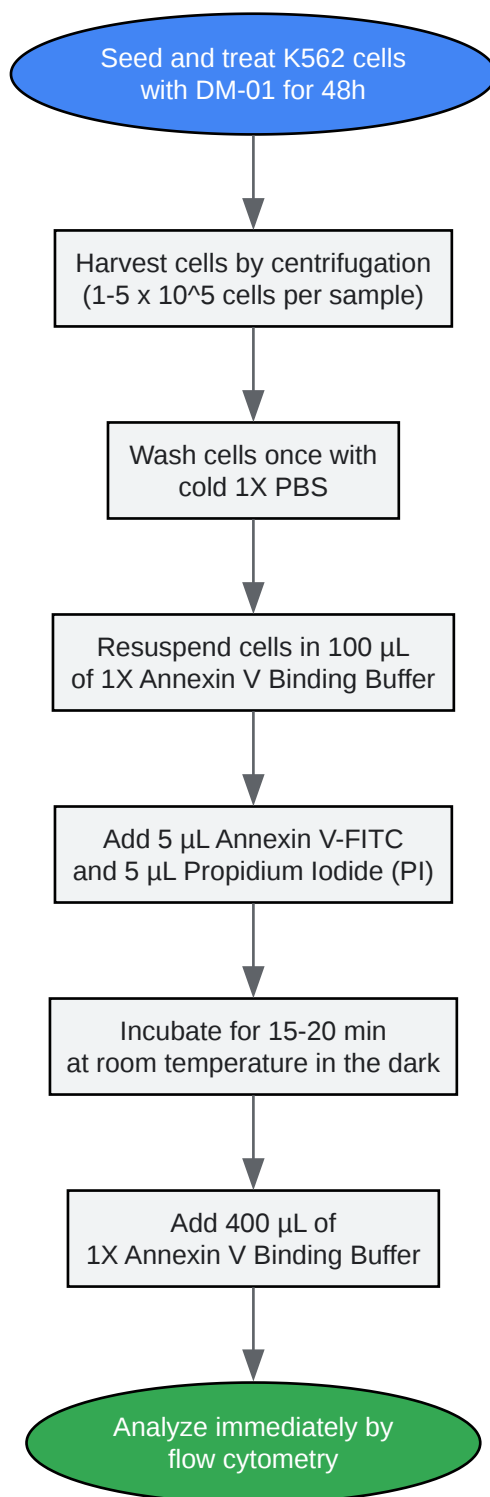 Seed and treat K562 cells
with DM-01 for 48h
Harvest cells by centrifugation
(1-5 x 10^5 cells per sample)
Wash cells once with
cold 1X PBS
Resuspend cells in 100 µL
of 1X Annexin V Binding Buffer
Add 5 µL Annexin V-FITC
and 5 µL Propidium Iodide (PI)
Incubate for 15-20 min
at room temperature in the dark
Add 400 µL of
1X Annexin V Binding Buffer
Analyze immediately by
flow cytometry